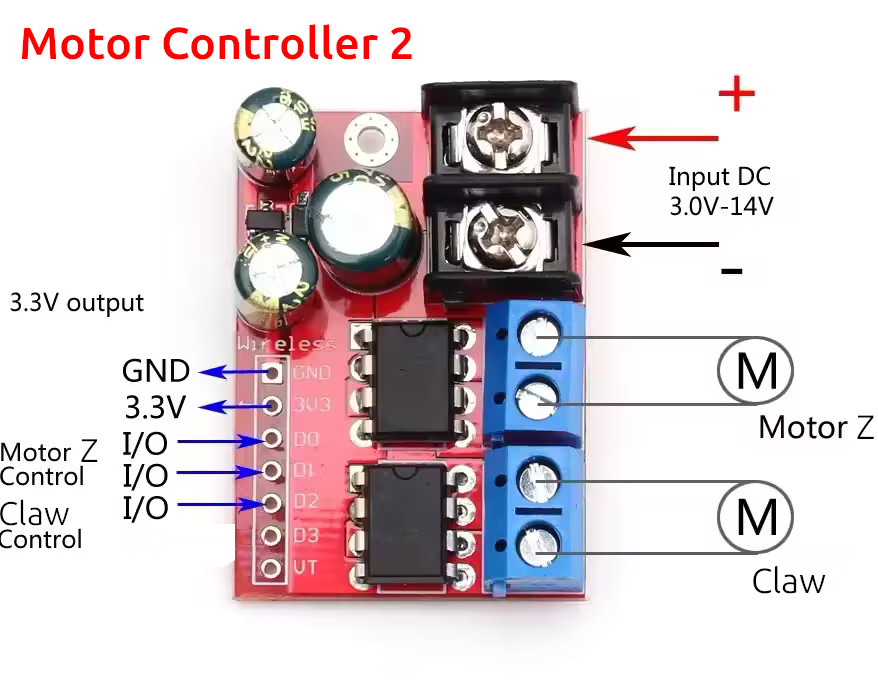 Motor Controller 2
+
Input DC
3.0V-14V
-
3.3V output
Wireless
GND GND
3.3V 3V3
I/O D0
Motor Z
Control
I/O D1
I/O D2
Claw
Control
D3
VT
M
Motor Z
M
Claw